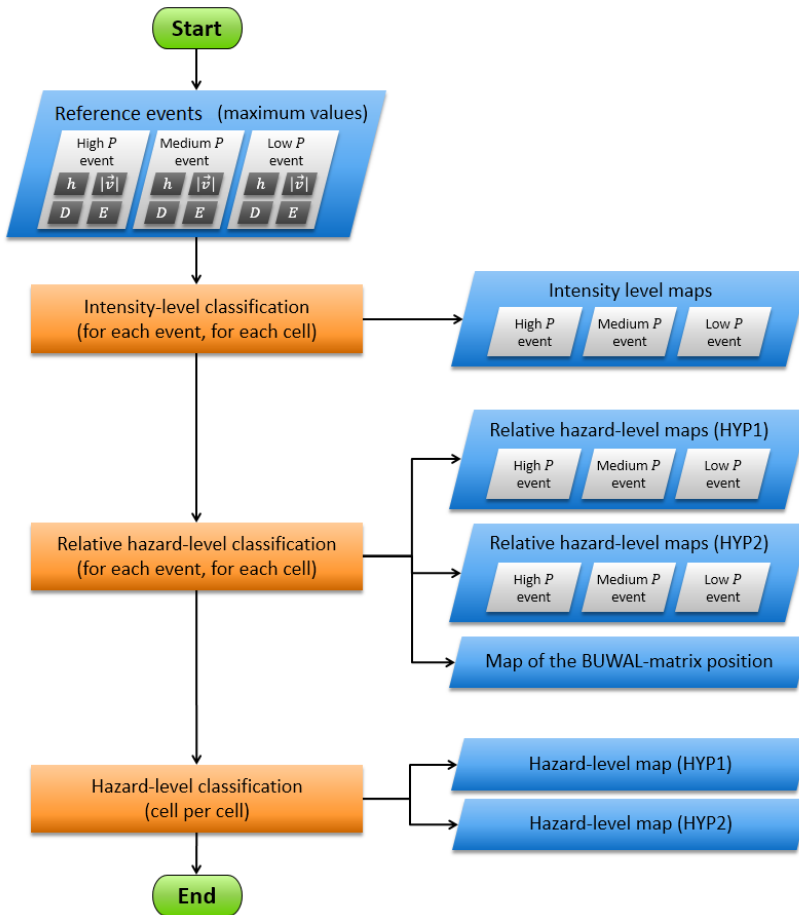 Start
Reference events (maximum values)
High P
event
Medium P
event
Low P
event
h |v⃗| h |v⃗| h |v⃗|
D E D E D E
Intensity-level classification
(for each event, for each cell)
Intensity level maps
High P
event
Medium P
event
Low P
event
Relative hazard-level maps (HYP1)
High P
event
Medium P
event
Low P
event
Relative hazard-level classification
(for each event, for each cell)
Relative hazard-level maps (HYP2)
High P
event
Medium P
event
Low P
event
Map of the BUWAL-matrix position
Hazard-level classification
(cell per cell)
Hazard-level map (HYP1)
Hazard-level map (HYP2)
End